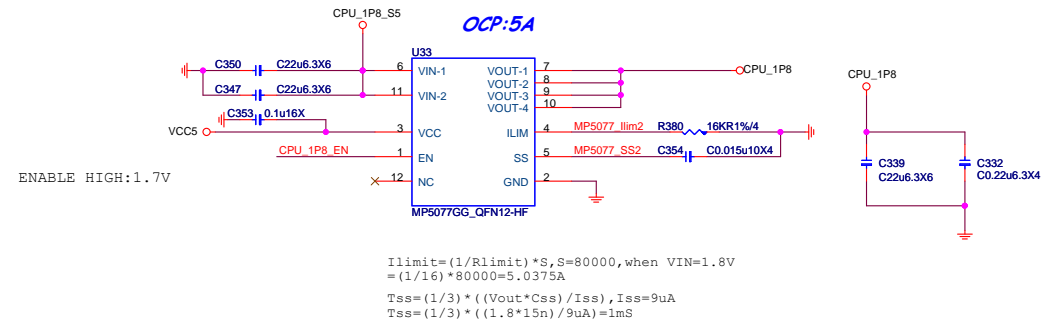 CPU_1P8_S5
OCP:5A
U33
C350 C22u6.3X6
6 VIN-1 VOUT-1 7
CPU_1P8
VOUT-2 8
C347 C22u6.3X6
11 VIN-2 VOUT-3 9
VOUT-4 10
C353 0.1u16X
VCC5
3 VCC ILIM 4 MP5077_Ilim2 R380 16KR1%/4
CPU_1P8_EN
1 EN SS 5 MP5077_SS2 C354 C0.015u10X4
ENABLE HIGH:1.7V
12 NC GND 2
MP5077GG_QFN12-HF
CPU_1P8
C339
C22u6.3X6
C332
C0.22u6.3X4
Ilimit=(1/Rlimit)*S,S=80000,when VIN=1.8V
=(1/16)*80000=5.0375A
Tss=(1/3)*((Vout*Css)/Iss),Iss=9uA
Tss=(1/3)*((1.8*15n)/9uA)=1mS